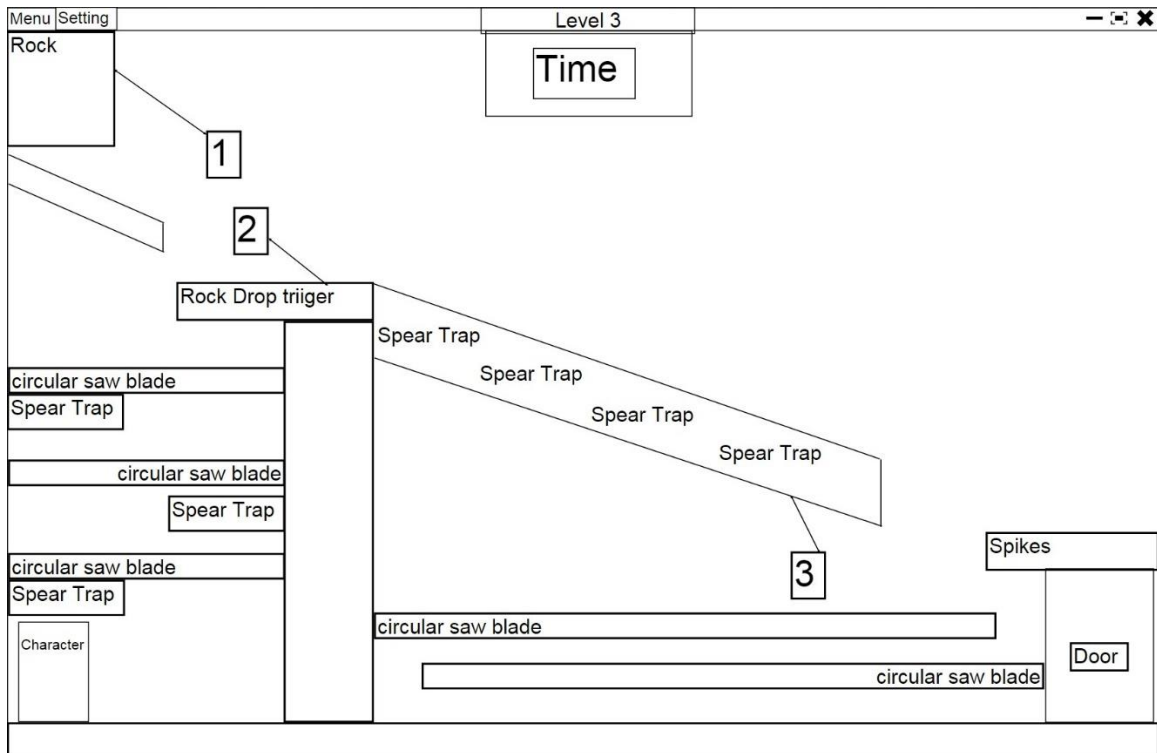 Menu Setting Level 3
Rock
Time
1
2
Rock Drop triiger
Spear Trap
circular saw blade
Spear Trap
Spear Trap
Spear Trap
circular saw blade
Spear Trap
Spear Trap
Spikes
circular saw blade
3
Spear Trap
circular saw blade
Character
Door
circular saw blade